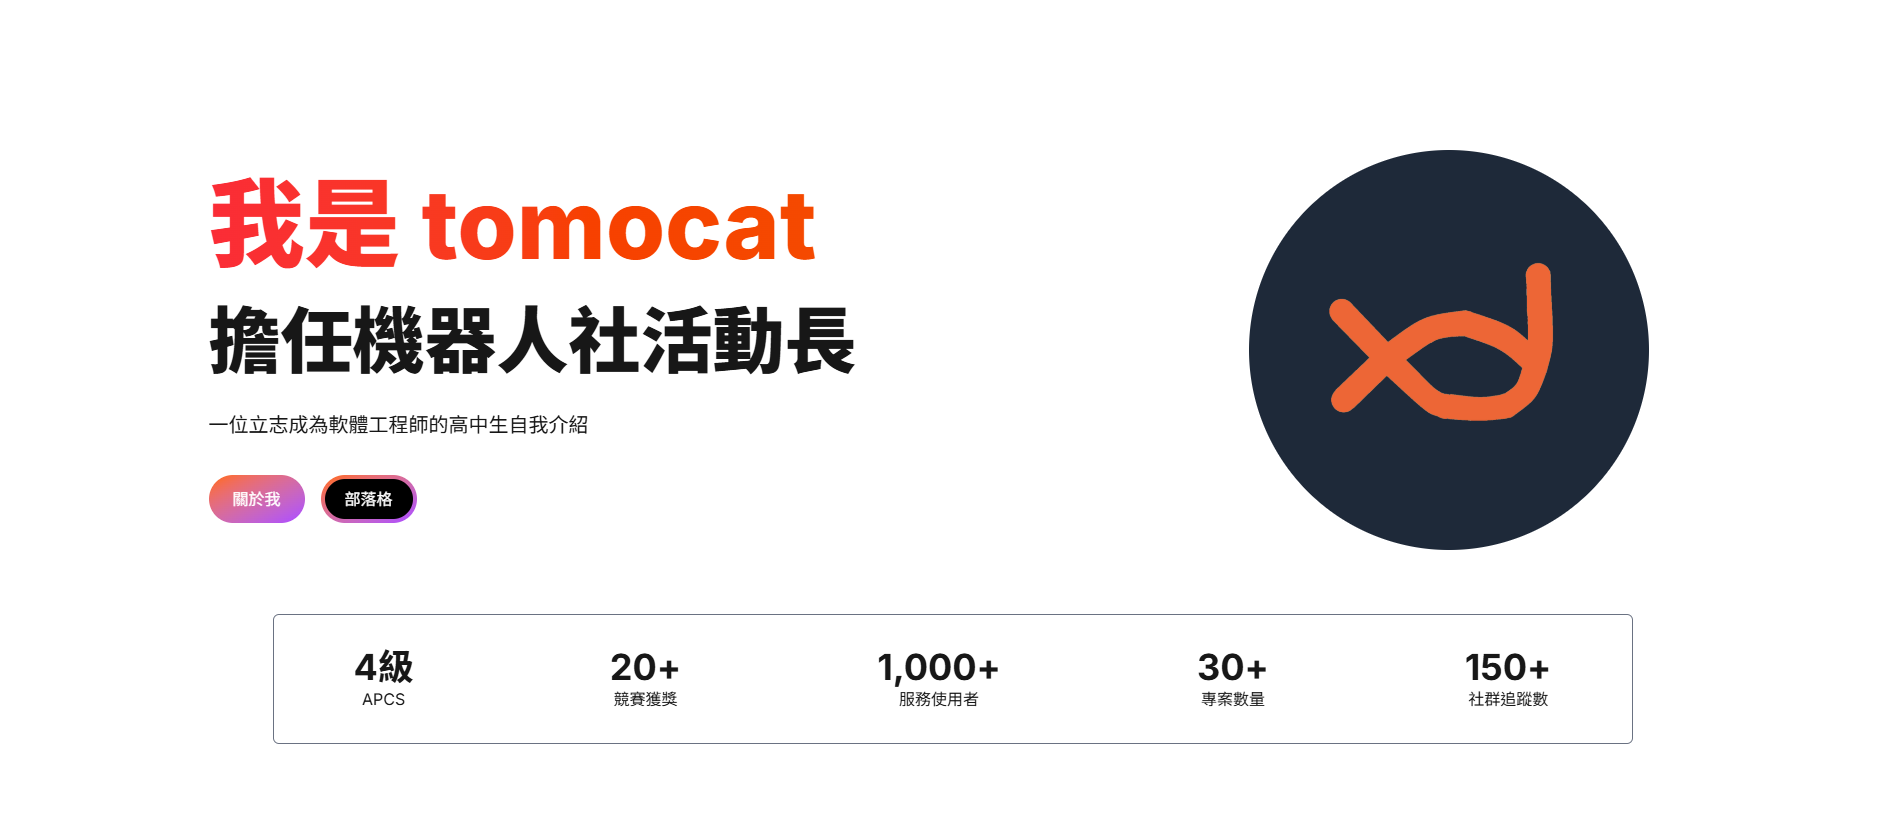 我是 tomocat
擔任機器人社活動長
一位立志成為軟體工程師的高中生自我介紹
關於我
部落格
4級
APCS
20+
競賽獲獎
1,000+
服務使用者
30+
專案數量
150+
社群追蹤數